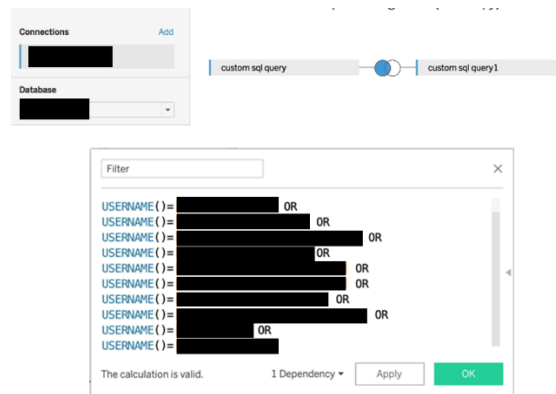 Connections Add
Database
custom sql query
custom sql query1
Filter
USERNAME()= OR
USERNAME()= OR
USERNAME()= OR
USERNAME()= OR
USERNAME()= OR
USERNAME()= OR
USERNAME()= OR
USERNAME()= OR
USERNAME()= OR
USERNAME()=
The calculation is valid. 1 Dependency Apply OK